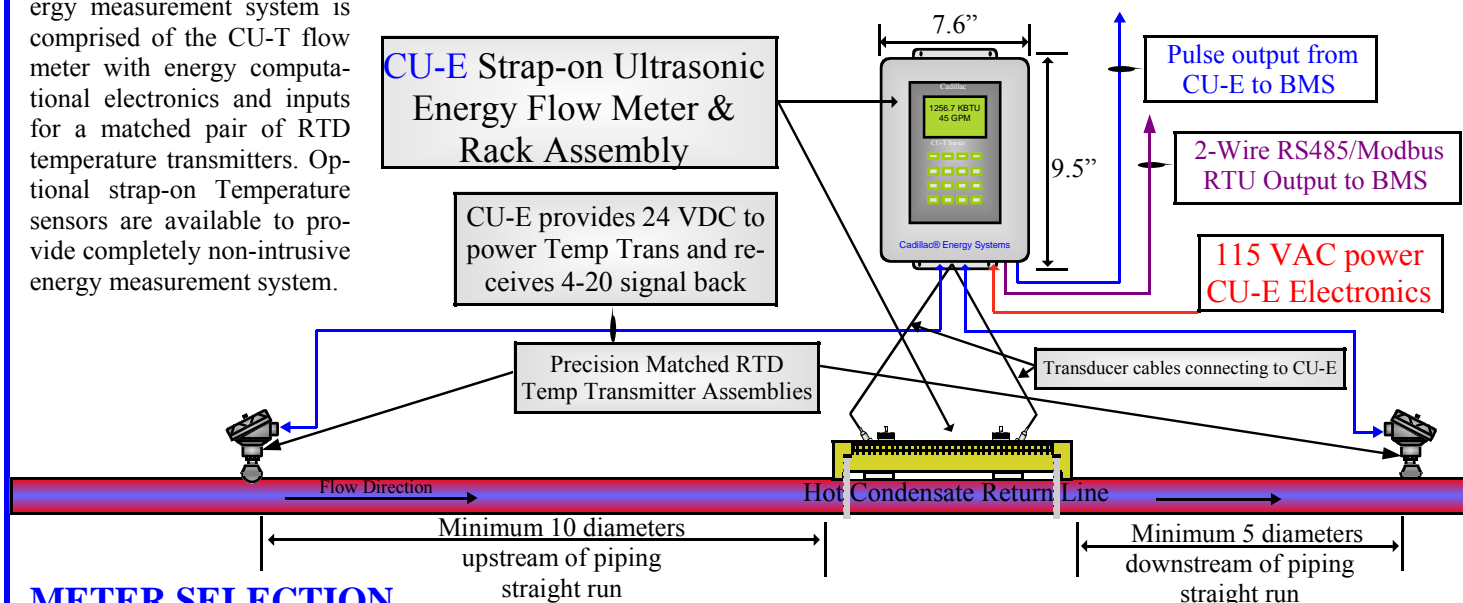 ergy measurement system is
comprised of the CU-T flow
meter with energy computa-
tional electronics and inputs
for a matched pair of RTD
temperature transmitters. Op-
tional strap-on Temperature
sensors are available to pro-
vide completely non-intrusive
energy measurement system.
CU-E Strap-on Ultrasonic
Energy Flow Meter &
Rack Assembly
7.6”
Cadillac
1256.7 KBTU
45 GPM
CU-T Series
Cadillac® Energy Systems
9.5”
Pulse output from
CU-E to BMS
2-Wire RS485/Modbus
RTU Output to BMS
115 VAC power
CU-E Electronics
CU-E provides 24 VDC to
power Temp Trans and re-
ceives 4-20 signal back
Precision Matched RTD
Temp Transmitter Assemblies
Transducer cables connecting to CU-E
Flow Direction
Hot Condensate Return Line
Minimum 10 diameters
upstream of piping
straight run
Minimum 5 diameters
downstream of piping
straight run
METER SELECTION